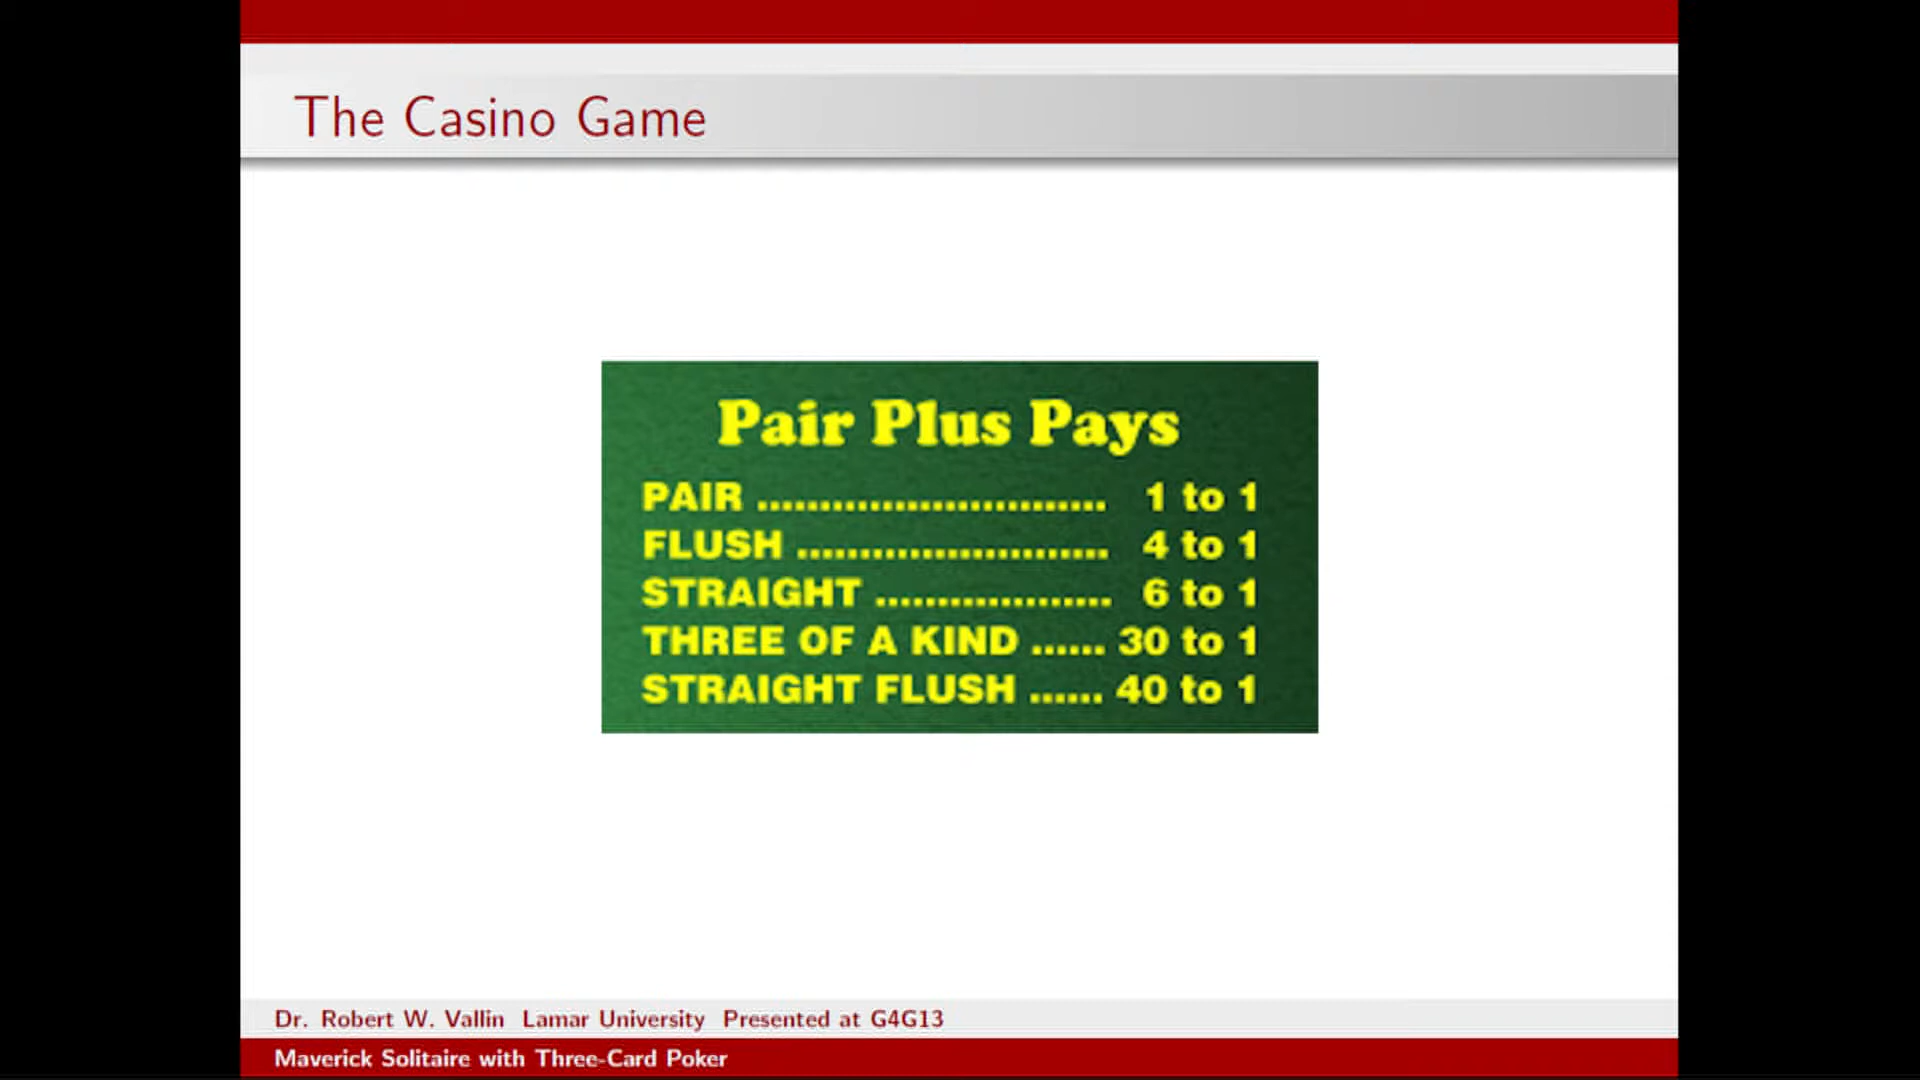 The Casino Game
Pair Plus Pays
PAIR ............................ 1 to 1
FLUSH ......................... 4 to 1
STRAIGHT ................... 6 to 1
THREE OF A KIND ...... 30 to 1
STRAIGHT FLUSH ...... 40 to 1
Dr. Robert W. Vallin Lamar University Presented at G4G13
Maverick Solitaire with Three-Card Poker